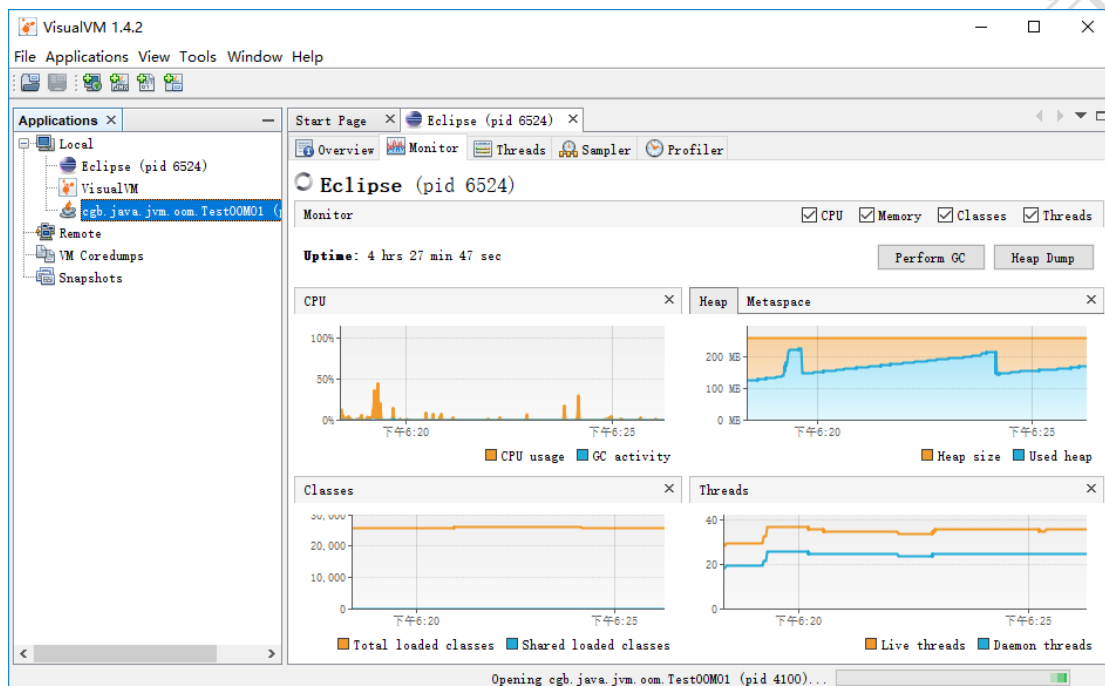 VisualVM 1.4.2
File Applications View Tools Window Help
Applications
Local
Eclipse (pid 6524)
VisualVM
cgb.java.jvm.oom.TestOOM01 (p
Remote
VM Coredumps
Snapshots
Start Page
Eclipse (pid 6524)
Overview Monitor Threads Sampler Profiler
Eclipse (pid 6524)
Monitor CPU Memory Classes Threads
Uptime: 4 hrs 27 min 47 sec Perform GC Heap Dump
CPU
100%
50%
0%
下午6:20 下午6:25
CPU usage GC activity
Heap Metaspace
200 MB
100 MB
0 MB
下午6:20 下午6:25
Heap size Used heap
Classes
30,000
20,000
10,000
0
下午6:20 下午6:25
Total loaded classes Shared loaded classes
Threads
40
20
0
下午6:20 下午6:25
Live threads Daemon threads
Opening cgb.java.jvm.oom.TestOOM01 (pid 4100)...